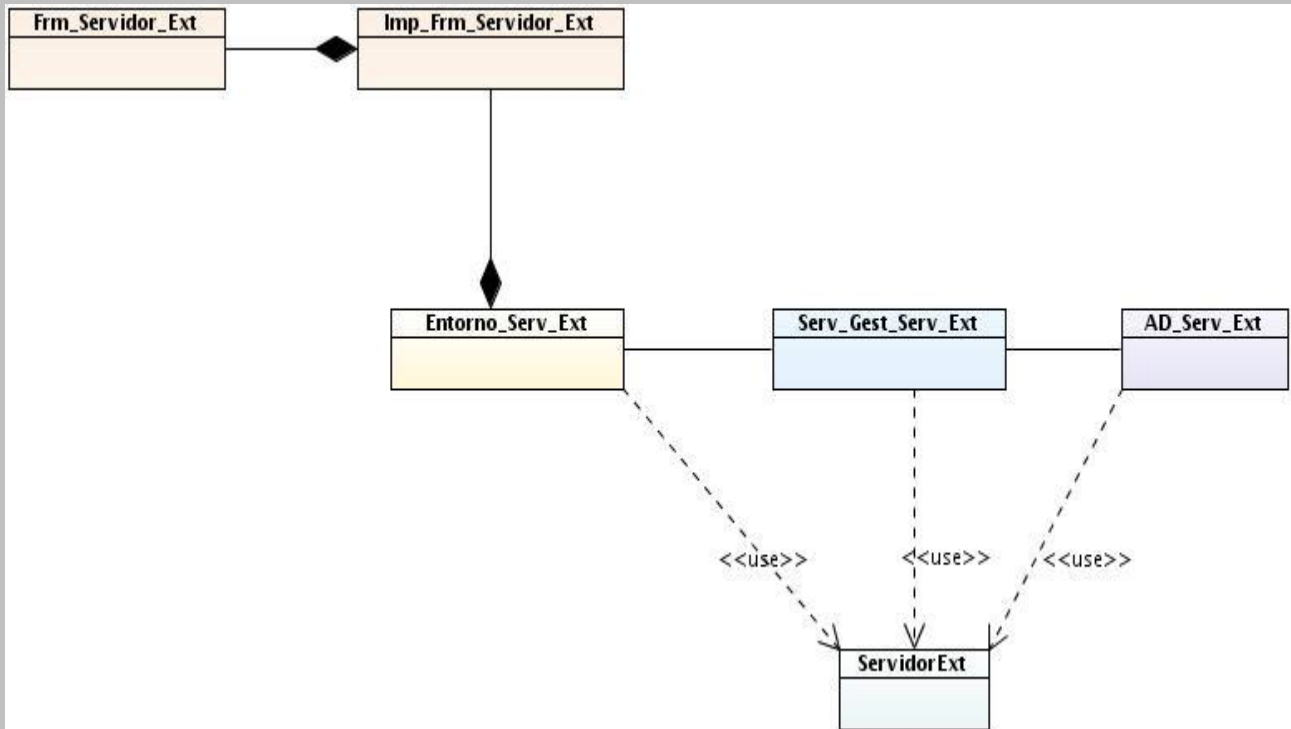 Frm_Servidor_Ext
Imp_Frm_Servidor_Ext
Entorno_Serv_Ext
Serv_Gest_Serv_Ext
AD_Serv_Ext
<<use>>
<<use>>
<<use>>
ServidorExt